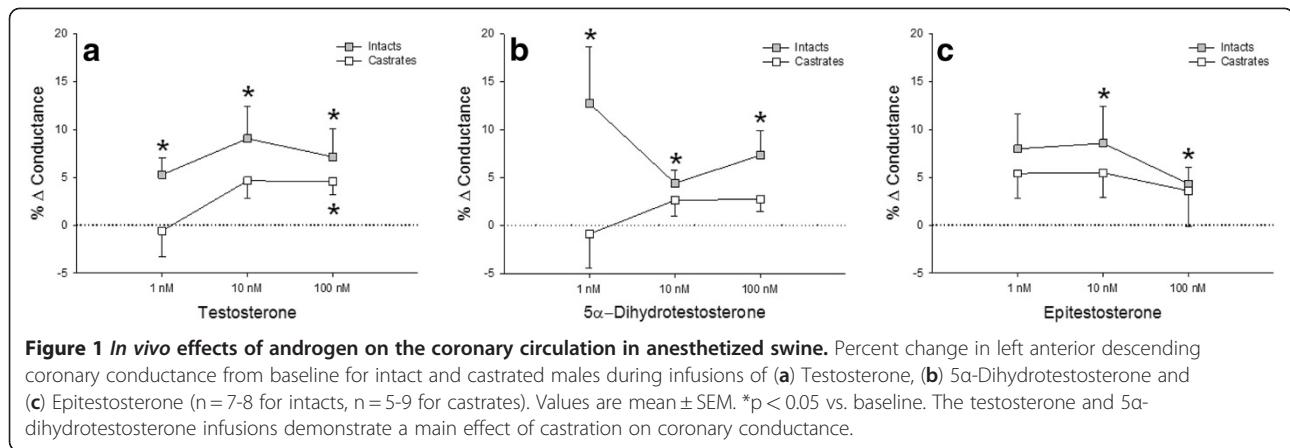 a
20
15
10
5
0
-5
% Δ Conductance
Intacts
Castrates
*
*
*
*
1 nM
10 nM
100 nM
Testosterone
b
20
15
10
5
0
-5
% Δ Conductance
Intacts
Castrates
*
*
*
1 nM
10 nM
100 nM
5α−Dihydrotestosterone
c
20
15
10
5
0
-5
% Δ Conductance
Intacts
Castrates
*
*
1 nM
10 nM
100 nM
Epitestosterone
Figure 1 In vivo effects of androgen on the coronary circulation in anesthetized swine. Percent change in left anterior descending
coronary conductance from baseline for intact and castrated males during infusions of (a) Testosterone, (b) 5α-Dihydrotestosterone and
(c) Epitestosterone (n = 7-8 for intacts, n = 5-9 for castrates). Values are mean ± SEM. *p < 0.05 vs. baseline. The testosterone and 5α-
dihydrotestosterone infusions demonstrate a main effect of castration on coronary conductance.